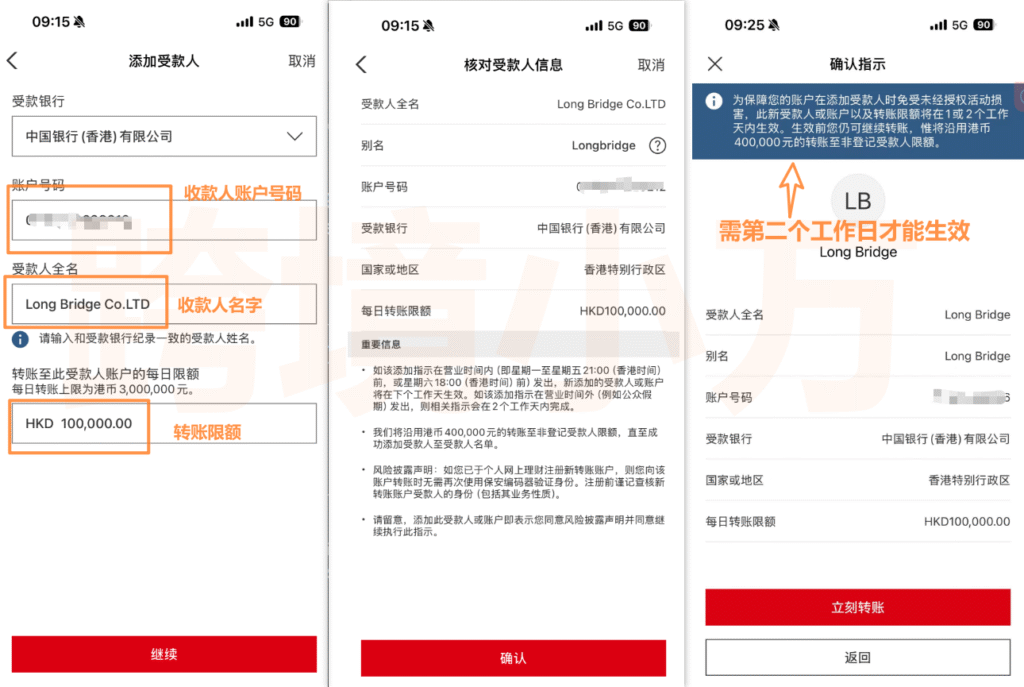 09:15
5G 90
添加受款人
取消
受款银行
中国银行 (香港) 有限公司
账户号码
收款人账户号码
受款人全名
Long Bridge Co.LTD
收款人名字
请输入和受款银行纪录一致的受款人姓名。
转账至此受款人账户的每日限额
每日转账上限为港币 3,000,000元。
HKD 100,000.00
转账限额
继续
09:15
5G 90
核对受款人信息
取消
受款人全名
Long Bridge Co.LTD
别名
Longbridge
账户号码
受款银行
中国银行 (香港) 有限公司
国家或地区
香港特别行政区
每日转账限额
HKD100,000.00
重要信息
• 如该添加指示在营业时间内 (即星期一至星期五 21:00 (香港时间)
前，或星期六 18:00 (香港时间) 前) 发出，新添加的受款人或账户
将在下个工作天生效。如该添加指示在营业时间外 (例如公众假
期) 发出，则相关指示会在 2 个工作天内完成。
• 我们将沿用港币 400,000 元的转账至非登记受款人限额，直至成
功添加受款人至受款人名单。
• 风险披露声明：如您已于个人网上理财注册新转账账户，则您向该
账户转账时无需再次使用保安编码器验证身份。注册前谨记查核新
转账账户受款人的身份 (包括其业务性质)。
• 请留意，添加此受款人或账户即表示您同意风险披露声明并同意继
续执行此指示。
确认
09:25
5G 90
确认指示
为保障您的账户在添加受款人时免受未经授权活动损
害，此新受款人或账户以及转账限额将在 1 或 2 个工作
天内生效。生效前您仍可继续转账，惟将沿用港币
400,000 元的转账至非登记受款人限额。
LB
需第二个工作日才能生效
Long Bridge
受款人全名
Long Bridge
别名
Long Bridge
账户号码
受款银行
中国银行 (香港) 有限公司
国家或地区
香港特别行政区
每日转账限额
HKD100,000.00
立刻转账
返回
跨境小力